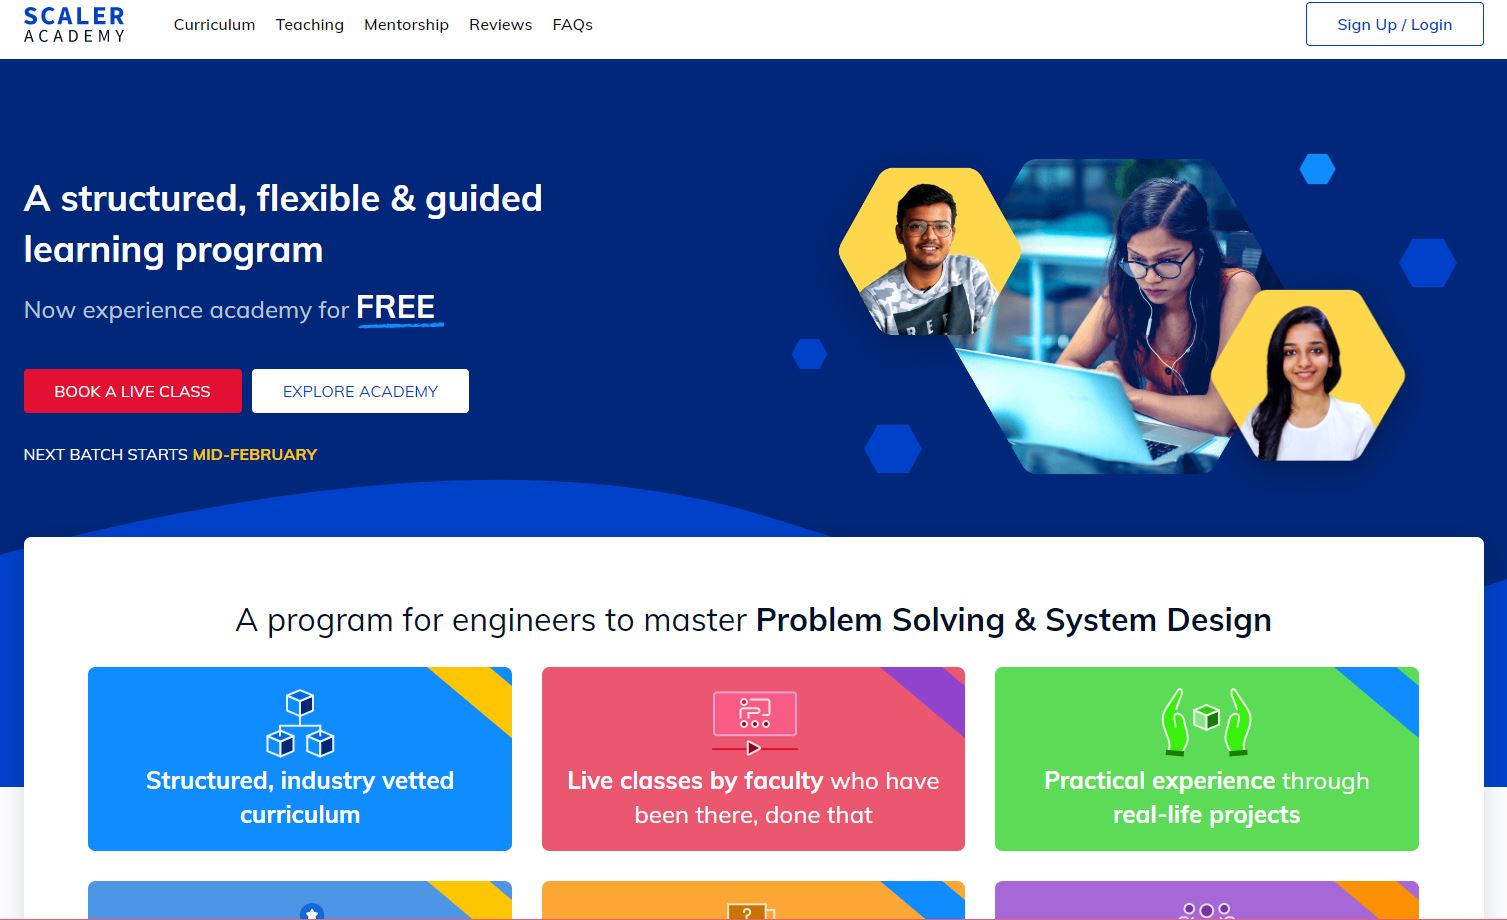 SCALER
ACADEMY
Curriculum
Teaching
Mentorship
Reviews
FAQs
Sign Up / Login
A structured, flexible & guided
learning program
Now experience academy for FREE
BOOK A LIVE CLASS
EXPLORE ACADEMY
NEXT BATCH STARTS MID-FEBRUARY
A program for engineers to master Problem Solving & System Design
Structured, industry vetted
curriculum
Live classes by faculty who have
been there, done that
Practical experience through
real-life projects